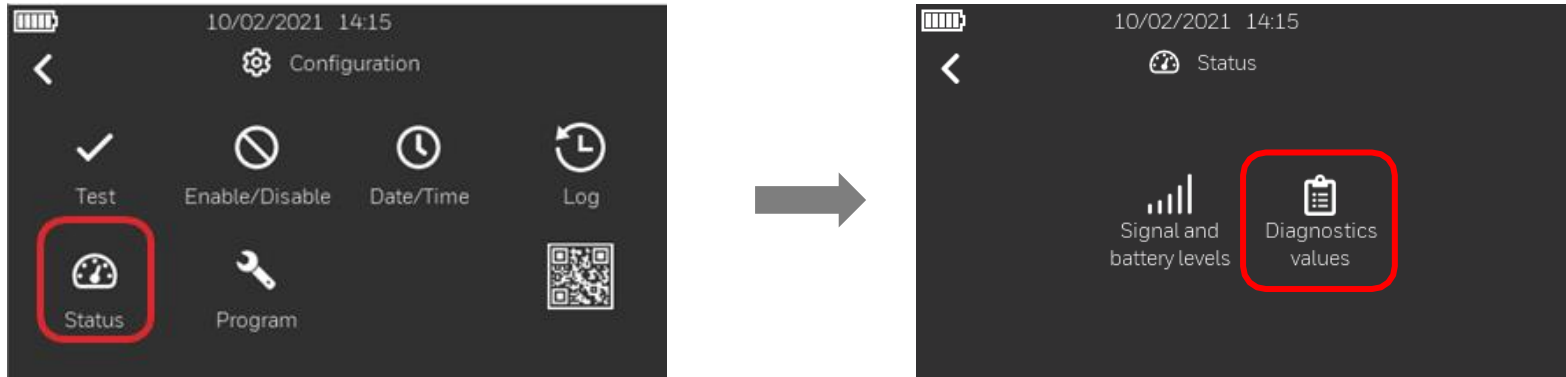 10/02/2021 14:15
Configuration
Test
Enable/Disable
Date/Time
Log
Status
Program
10/02/2021 14:15
Status
Signal and
battery levels
Diagnostics
values